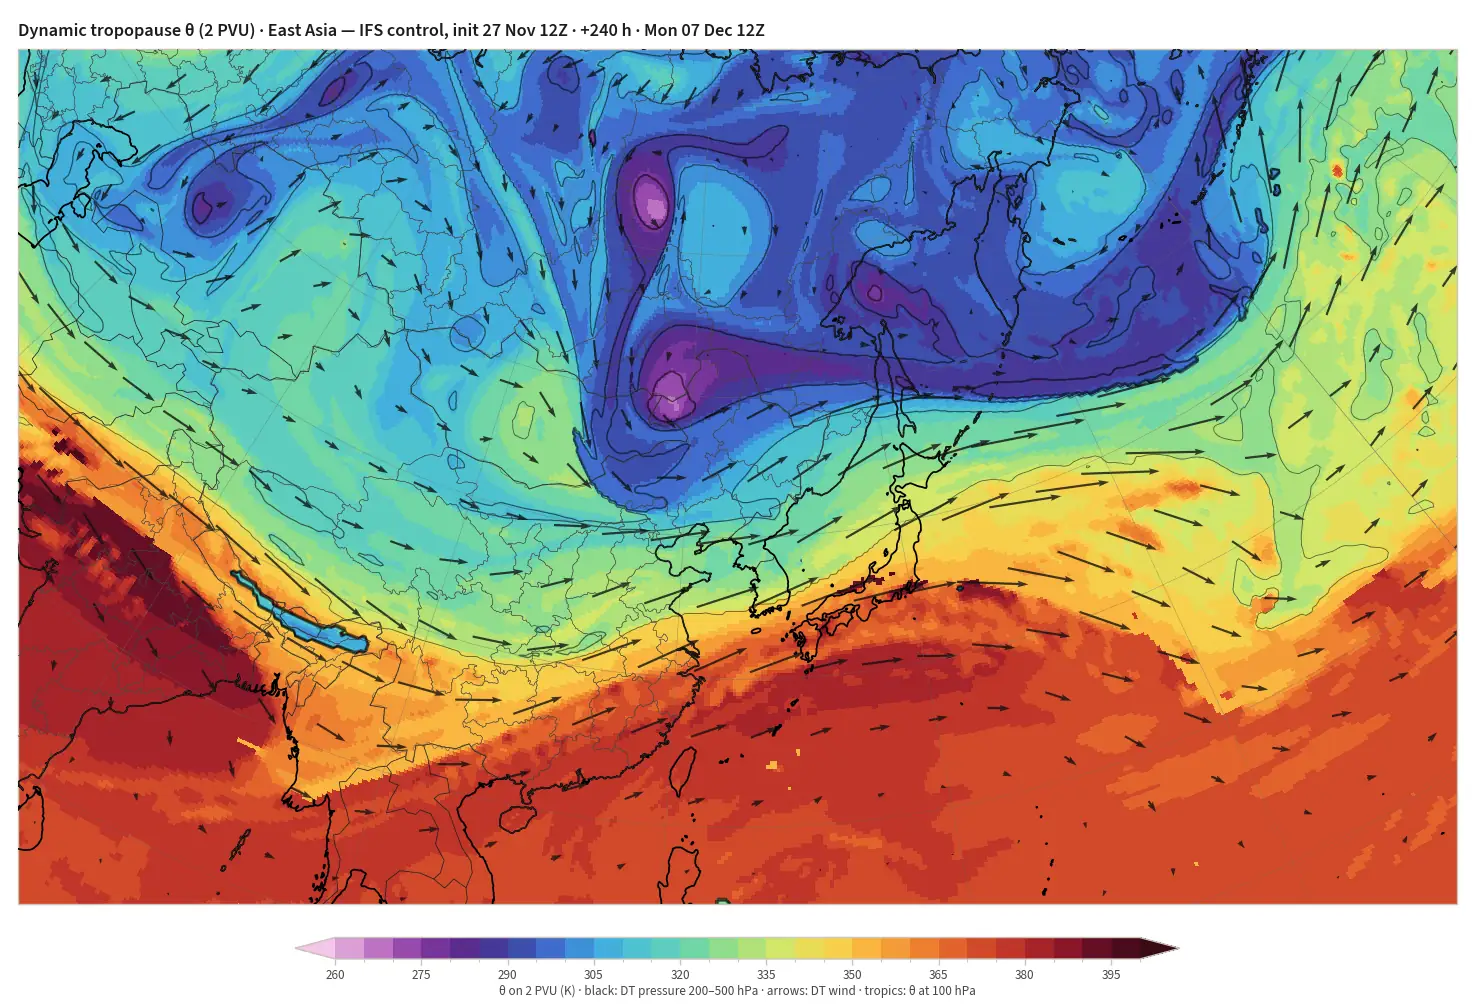 Dynamic tropopause θ (2 PVU) · East Asia — IFS control, init 27 Nov 12Z · +240 h · Mon 07 Dec 12Z
260 275 290 305 320 335 350 365 380 395
θ on 2 PVU (K) · black: DT pressure 200–500 hPa · arrows: DT wind · tropics: θ at 100 hPa